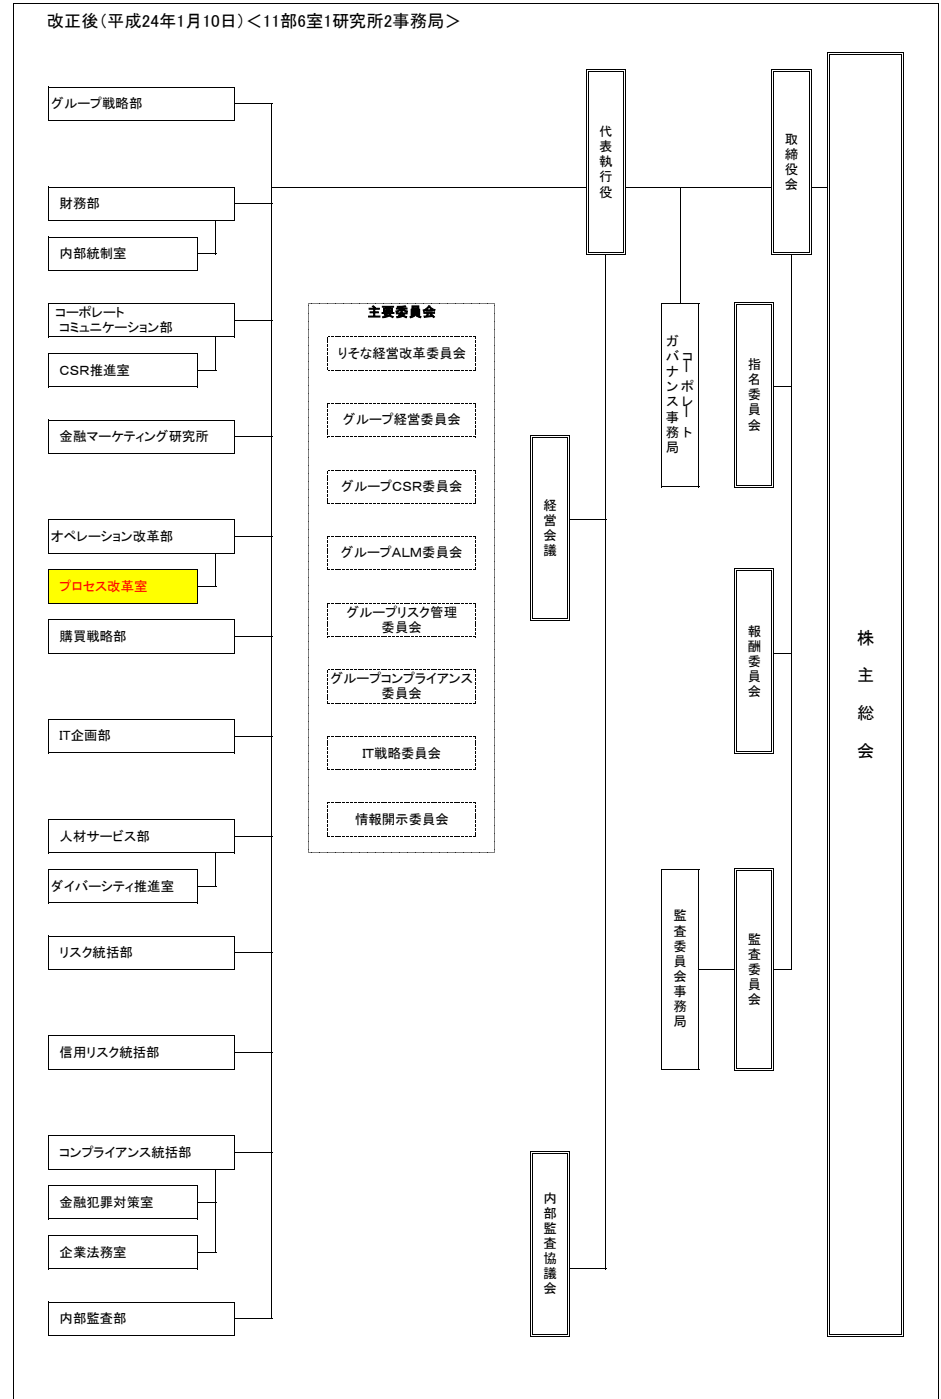 改正後（平成24年1月10日）＜11部6室1研究所2事務局＞
グループ戦略部
財務部
内部統制室
コーポレート
コミュニケーション部
CSR推進室
金融マーケティング研究所
オペレーション改革部
プロセス改革室
購買戦略部
IT企画部
人材サービス部
ダイバーシティ推進室
リスク統括部
信用リスク統括部
コンプライアンス統括部
金融犯罪対策室
企業法務室
内部監査部
主要委員会
りそな経営改革委員会
グループ経営委員会
グループCSR委員会
グループALM委員会
グループリスク管理
委員会
グループコンプライアンス
委員会
IT戦略委員会
情報開示委員会
代表執行役
経営会議
内部監査協議会
コーポレート
ガバナンス事務局
監査委員会事務局
取締役会
指名委員会
報酬委員会
監査委員会
株主総会